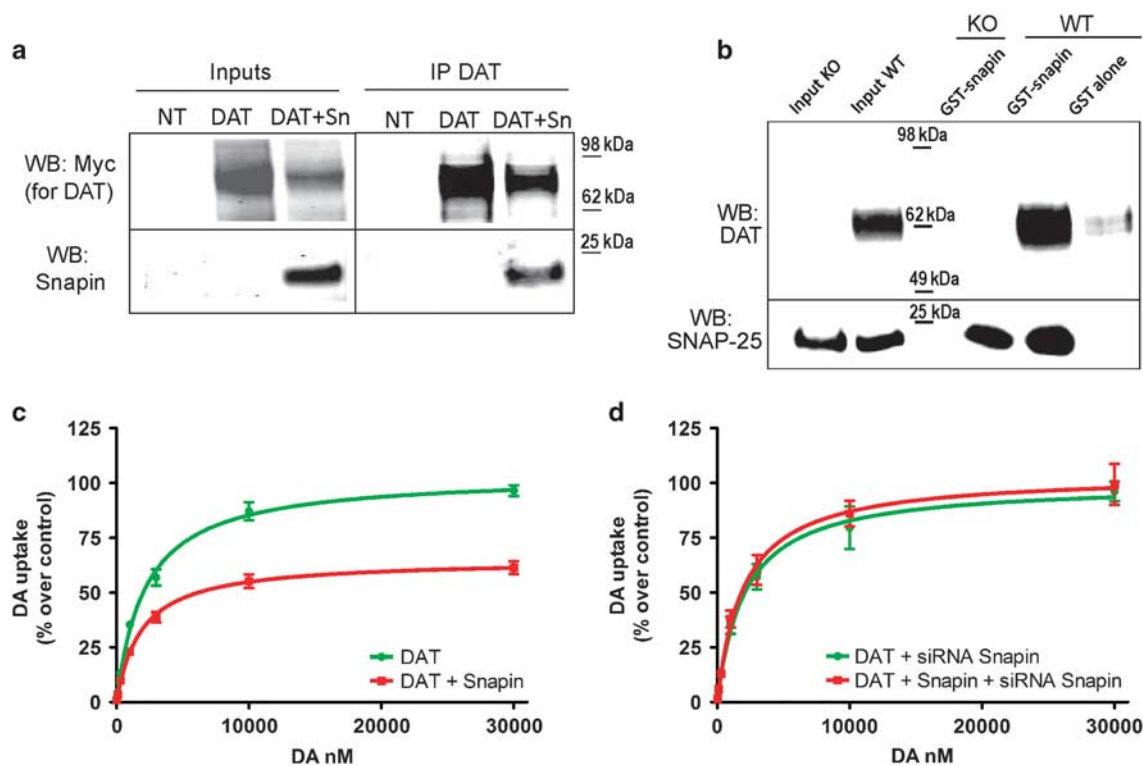 a
Inputs
IP DAT
NT DAT DAT+Sn NT DAT DAT+Sn
WB: Myc
(for DAT)
98 kDa
62 kDa
WB:
Snapin
25 kDa
b
KO WT
Input KO Input WT GST-snapin GST-snapin GST alone
98 kDa
WB:
DAT
62 kDa
49 kDa
WB:
SNAP-25
25 kDa
c
DA uptake
(% over control)
125
100
75
50
25
0
0 10000 20000 30000
DA nM
DAT
DAT + Snapin
d
DA uptake
(% over control)
125
100
75
50
25
0
0 10000 20000 30000
DA nM
DAT + siRNA Snapin
DAT + Snapin + siRNA Snapin